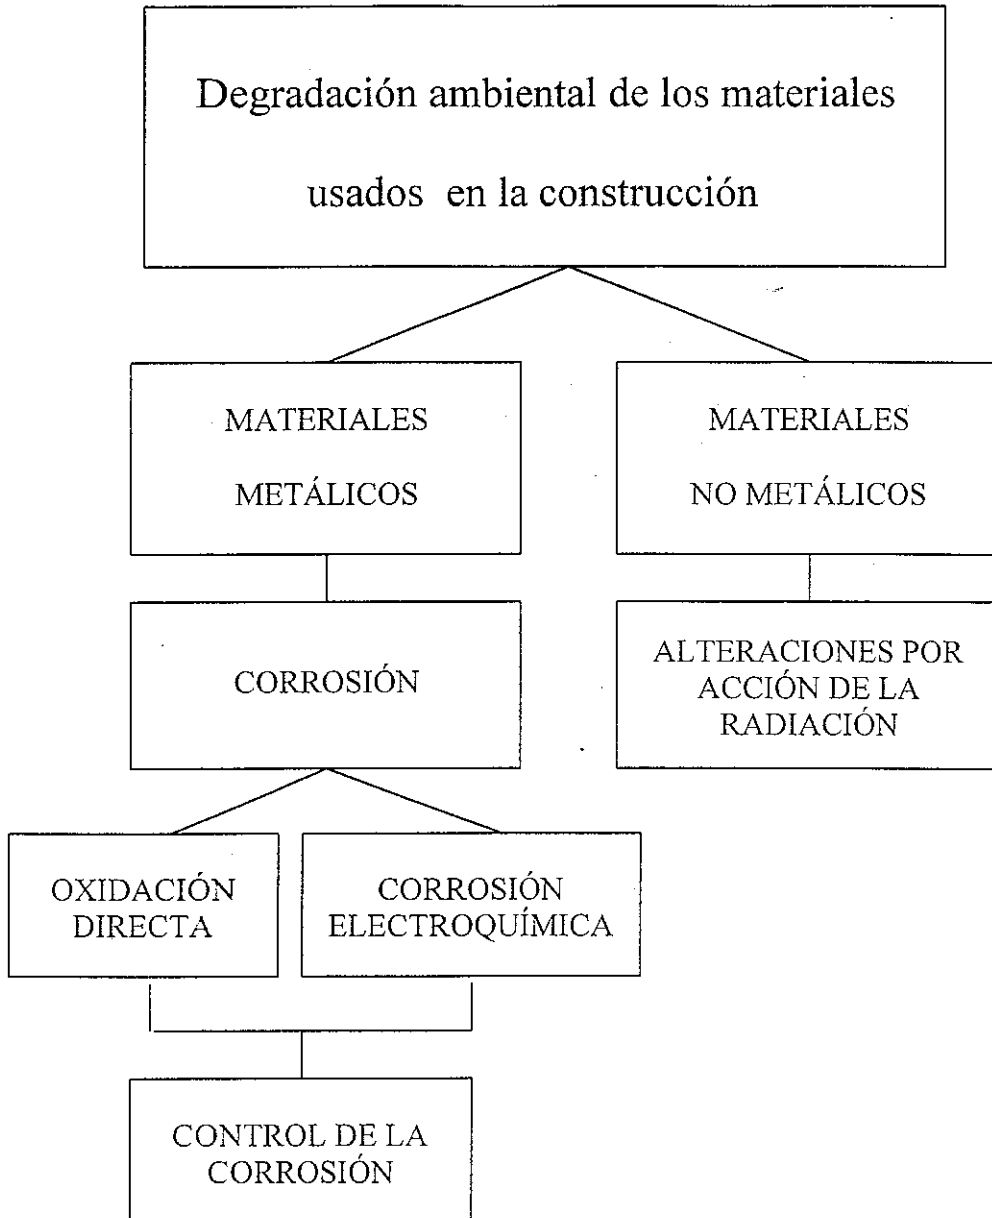 Degradación ambiental de los materiales
usados en la construcción
MATERIALES
METÁLICOS
MATERIALES
NO METÁLICOS
CORROSIÓN
ALTERACIONES POR
ACCIÓN DE LA
RADIACIÓN
OXIDACIÓN
DIRECTA
CORROSIÓN
ELECTROQUÍMICA
CONTROL DE LA
CORROSIÓN